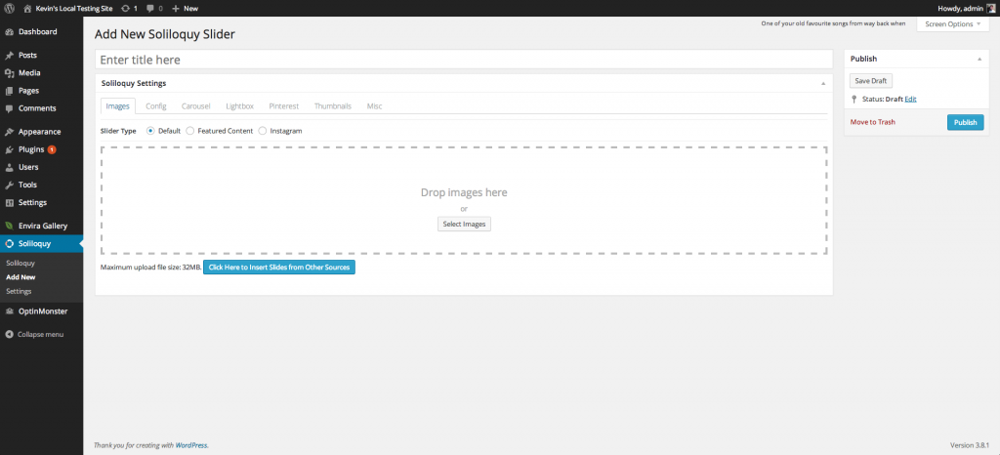 Kevin's Local Testing Site 1 0 New Howdy, admin
Dashboard
Posts
Media
Pages
Comments
Appearance
Plugins 1
Users
Tools
Settings
Envira Gallery
Soliloquy
Soliloquy
Add New
Settings
OptinMonster
Collapse menu
One of your old favourite songs from way back when Screen Options
Add New Soliloquy Slider
Enter title here
Soliloquy Settings
Images Config Carousel Lightbox Pinterest Thumbnails Misc
Slider Type Default Featured Content Instagram
Drop images here
or
Select Images
Maximum upload file size: 32MB. Click Here to Insert Slides from Other Sources
Publish
Save Draft
Status: Draft Edit
Move to Trash Publish
Thank you for creating with WordPress. Version 3.8.1